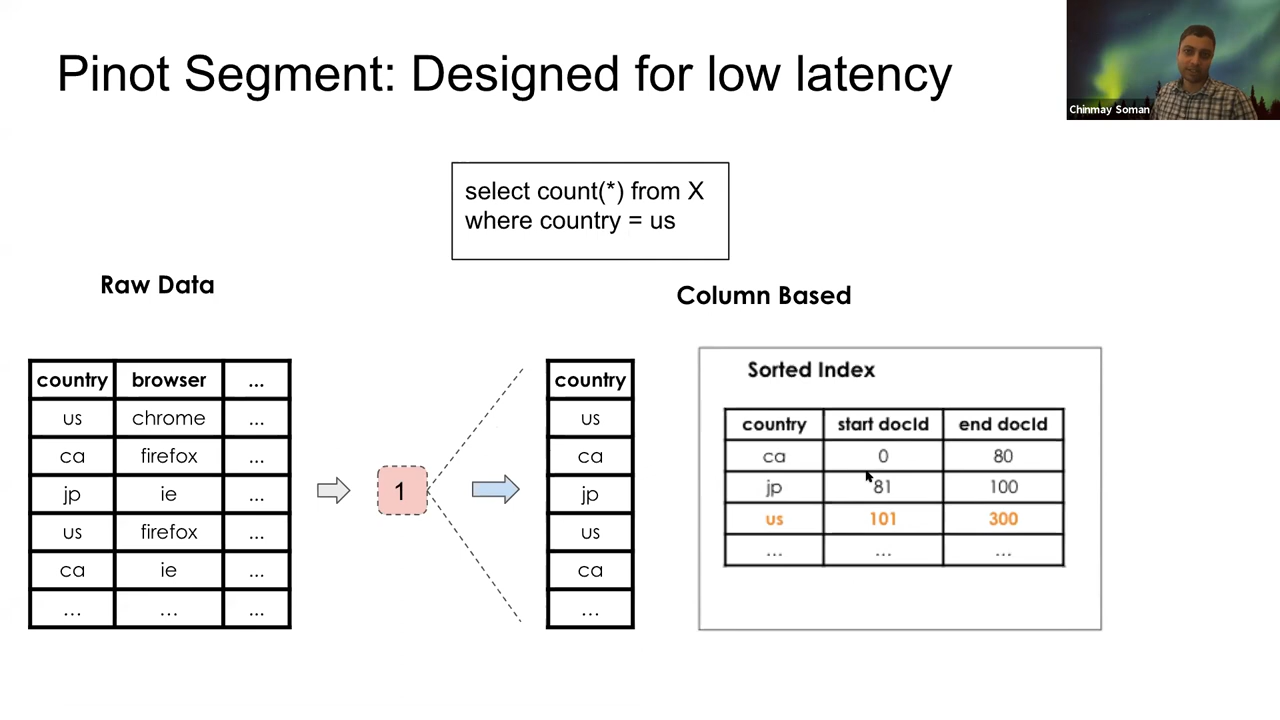 Pinot Segment: Designed for low latency
Chinmay Soman
select count(*) from X
where country = us
Raw Data
Column Based
country browser ...
us chrome ...
ca firefox ...
jp ie ...
us firefox ...
ca ie ...
... ... ...
1
country
us
ca
jp
us
ca
...
Sorted Index
country start docId end docId
ca 0 80
jp 81 100
us 101 300
... ... ...